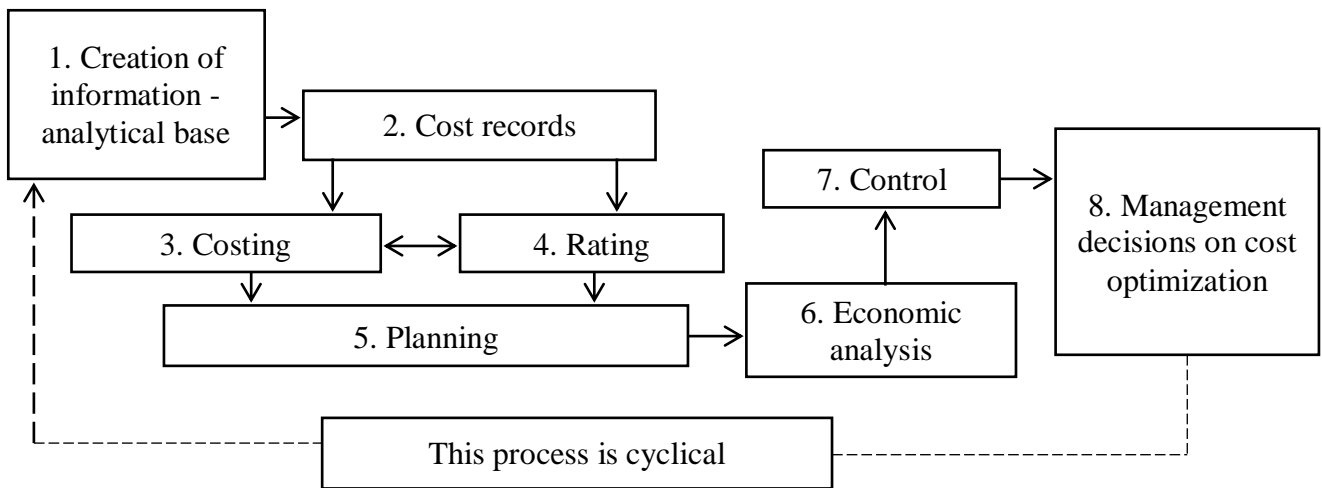 1. Creation of
information -
analytical base
2. Cost records
3. Costing
4. Rating
5. Planning
6. Economic
analysis
7. Control
8. Management
decisions on cost
optimization
This process is cyclical